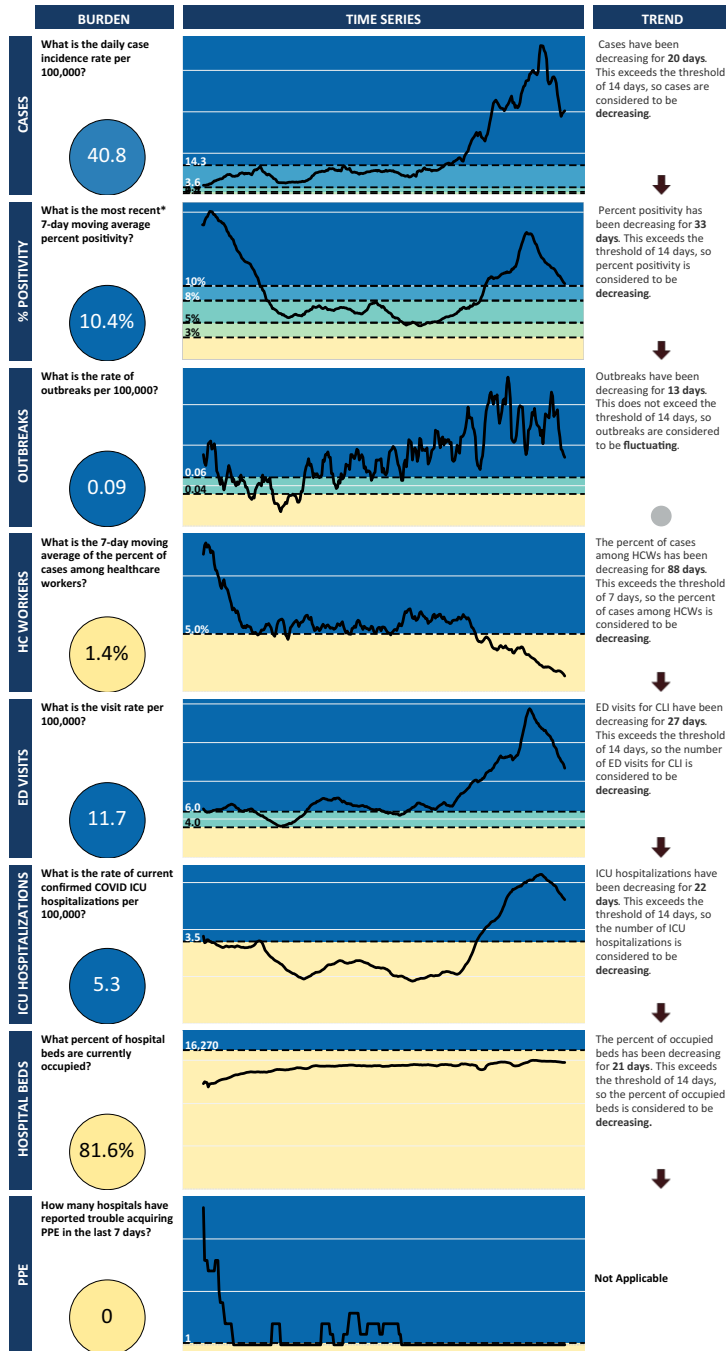 BURDEN
TIME SERIES
TREND
CASES
What is the daily case
incidence rate per
100,000?
40.8
14.3
3.6
Cases have been
decreasing for 20 days.
This exceeds the threshold
of 14 days, so cases are
considered to be
decreasing.
% POSITIVITY
What is the most recent*
7-day moving average
percent positivity?
10.4%
10%
8%
5%
3%
Percent positivity has
been decreasing for 33
days. This exceeds the
threshold of 14 days, so
percent positivity is
considered to be
decreasing.
OUTBREAKS
What is the rate of
outbreaks per 100,000?
0.09
0.06
0.04
Outbreaks have been
decreasing for 13 days.
This does not exceed the
threshold of 14 days, so
outbreaks are considered
to be fluctuating.
HC WORKERS
What is the 7-day moving
average of the percent of
cases among healthcare
workers?
1.4%
5.0%
The percent of cases
among HCWs has been
decreasing for 88 days.
This exceeds the threshold
of 7 days, so the percent
of cases among HCWs is
considered to be
decreasing.
ED VISITS
What is the visit rate per
100,000?
11.7
6.0
4.0
ED visits for CLI have been
decreasing for 27 days.
This exceeds the threshold
of 14 days, so the number
of ED visits for CLI is
considered to be
decreasing.
ICU HOSPITALIZATIONS
What is the rate of current
confirmed COVID ICU
hospitalizations per
100,000?
5.3
3.5
ICU hospitalizations have
been decreasing for 22
days. This exceeds the
threshold of 14 days, so
the number of ICU
hospitalizations is
considered to be
decreasing.
HOSPITAL BEDS
What percent of hospital
beds are currently
occupied?
81.6%
16,270
The percent of occupied
beds has been decreasing
for 21 days. This exceeds
the threshold of 14 days,
so the percent of occupied
beds is considered to be
decreasing.
PPE
How many hospitals have
reported trouble acquiring
PPE in the last 7 days?
0
1
Not Applicable